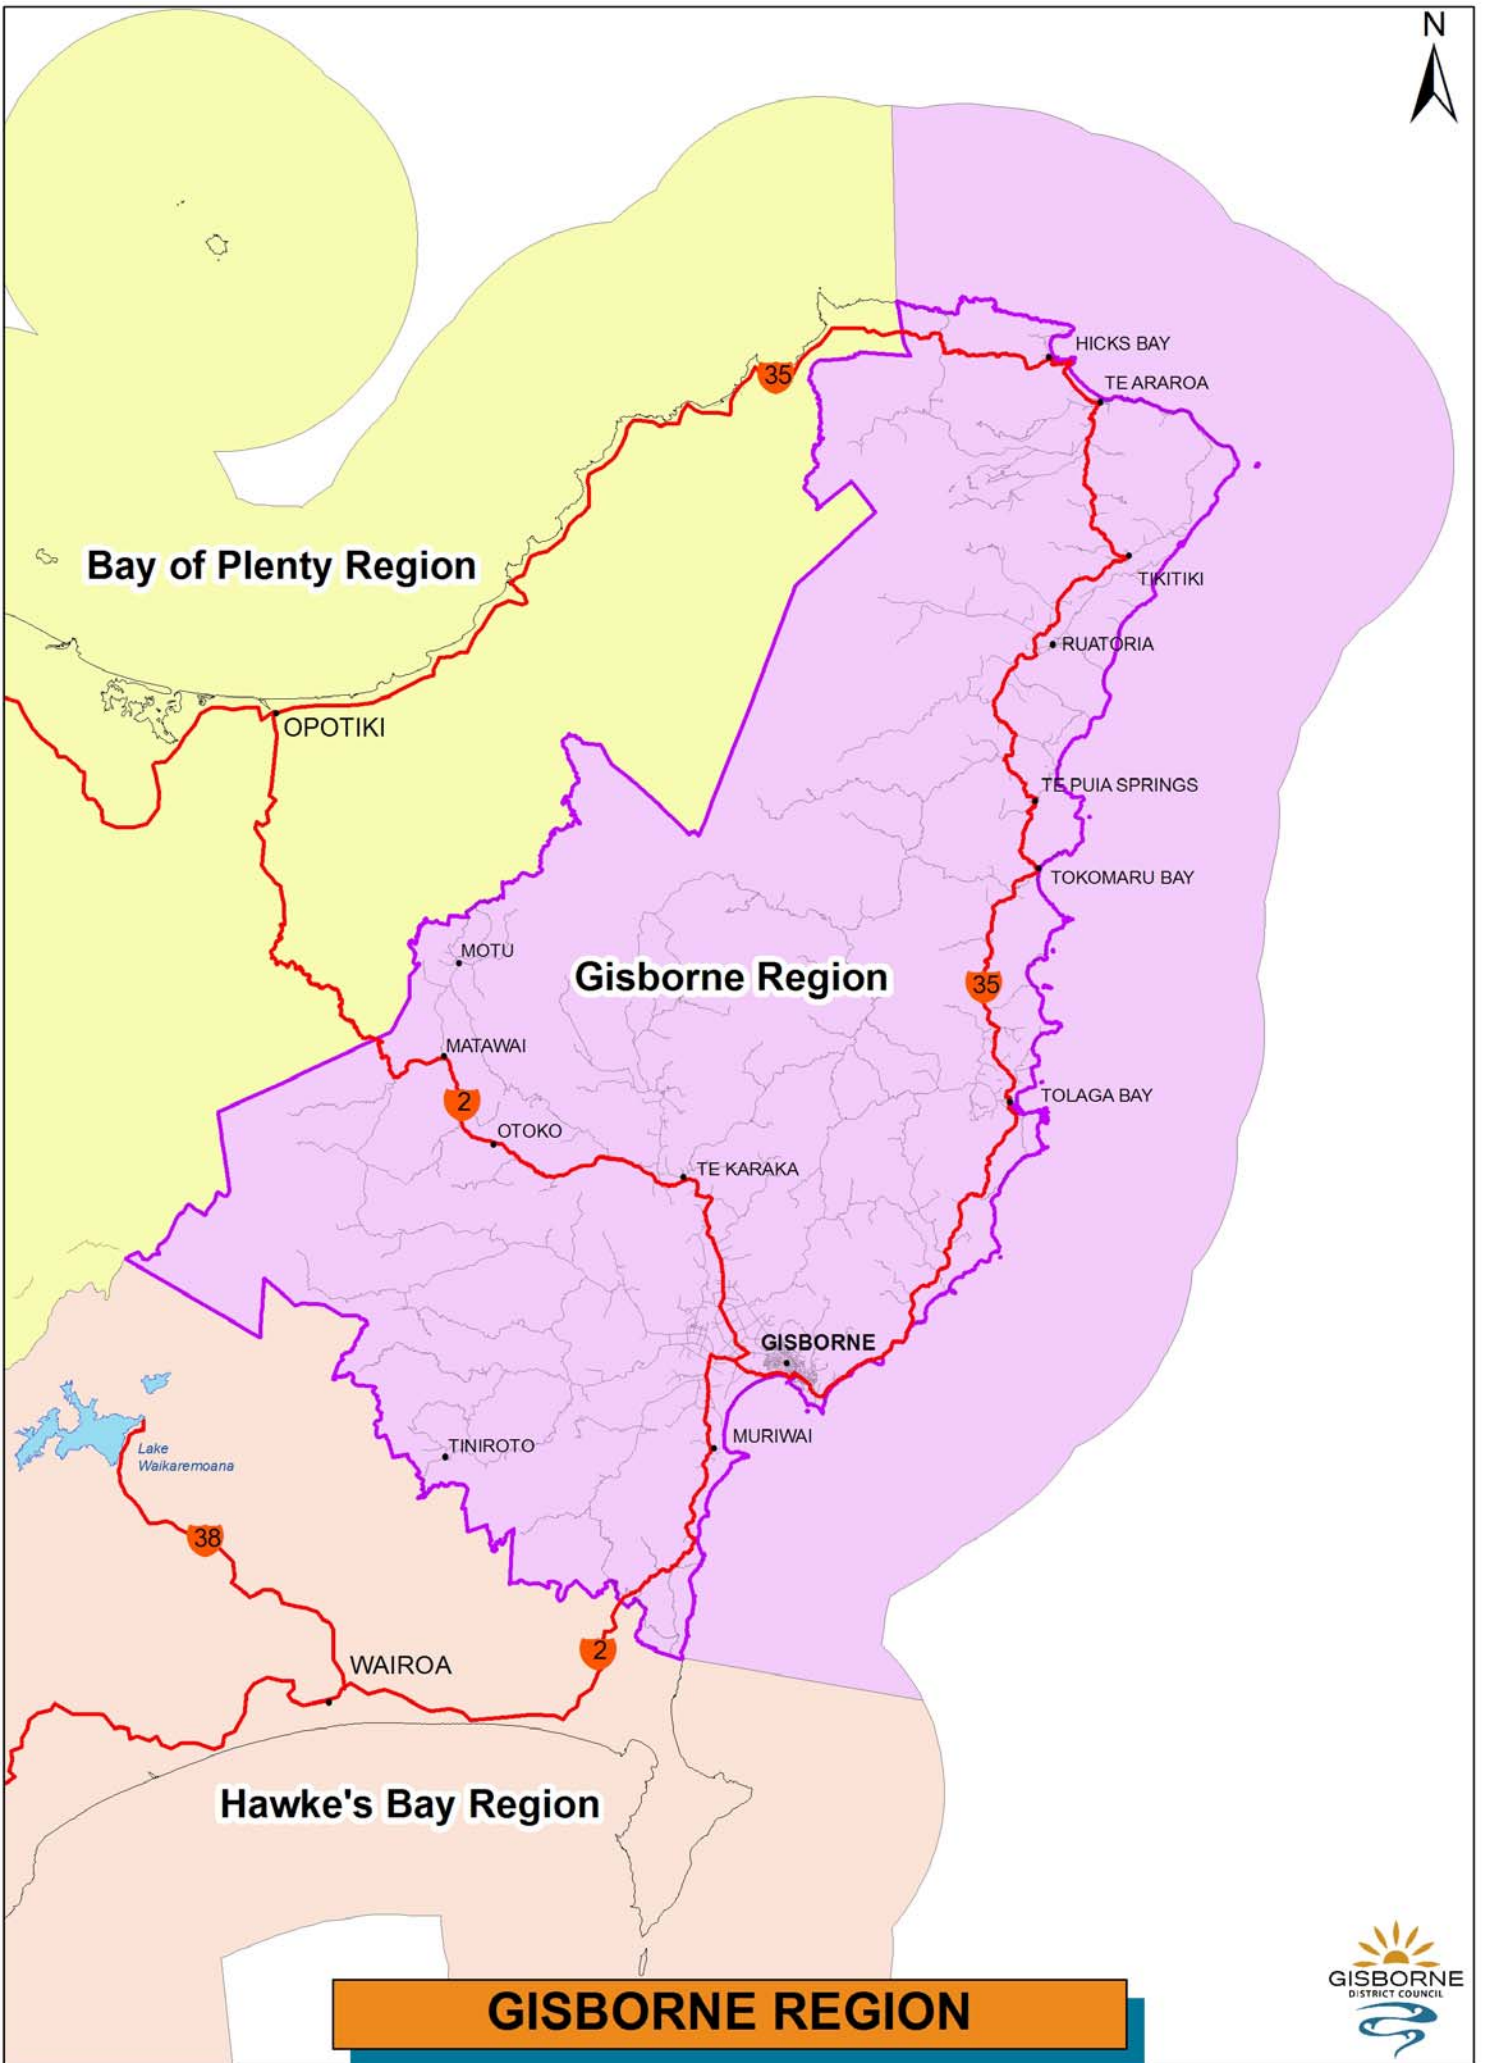 N
HICKS BAY
35
TE ARAROA
Bay of Plenty Region
TIKITIKI
RUATORIA
OPOTIKI
TE PUIA SPRINGS
TOKOMARU BAY
MOTU
Gisborne Region
35
MATAWAI
2
TOLAGA BAY
OTOKO
TE KARAKA
GISBORNE
MURIWAI
TINIROTO
Lake
Waikaremoana
38
2
WAIROA
Hawke's Bay Region
GISBORNE
DISTRICT COUNCIL
GISBORNE REGION